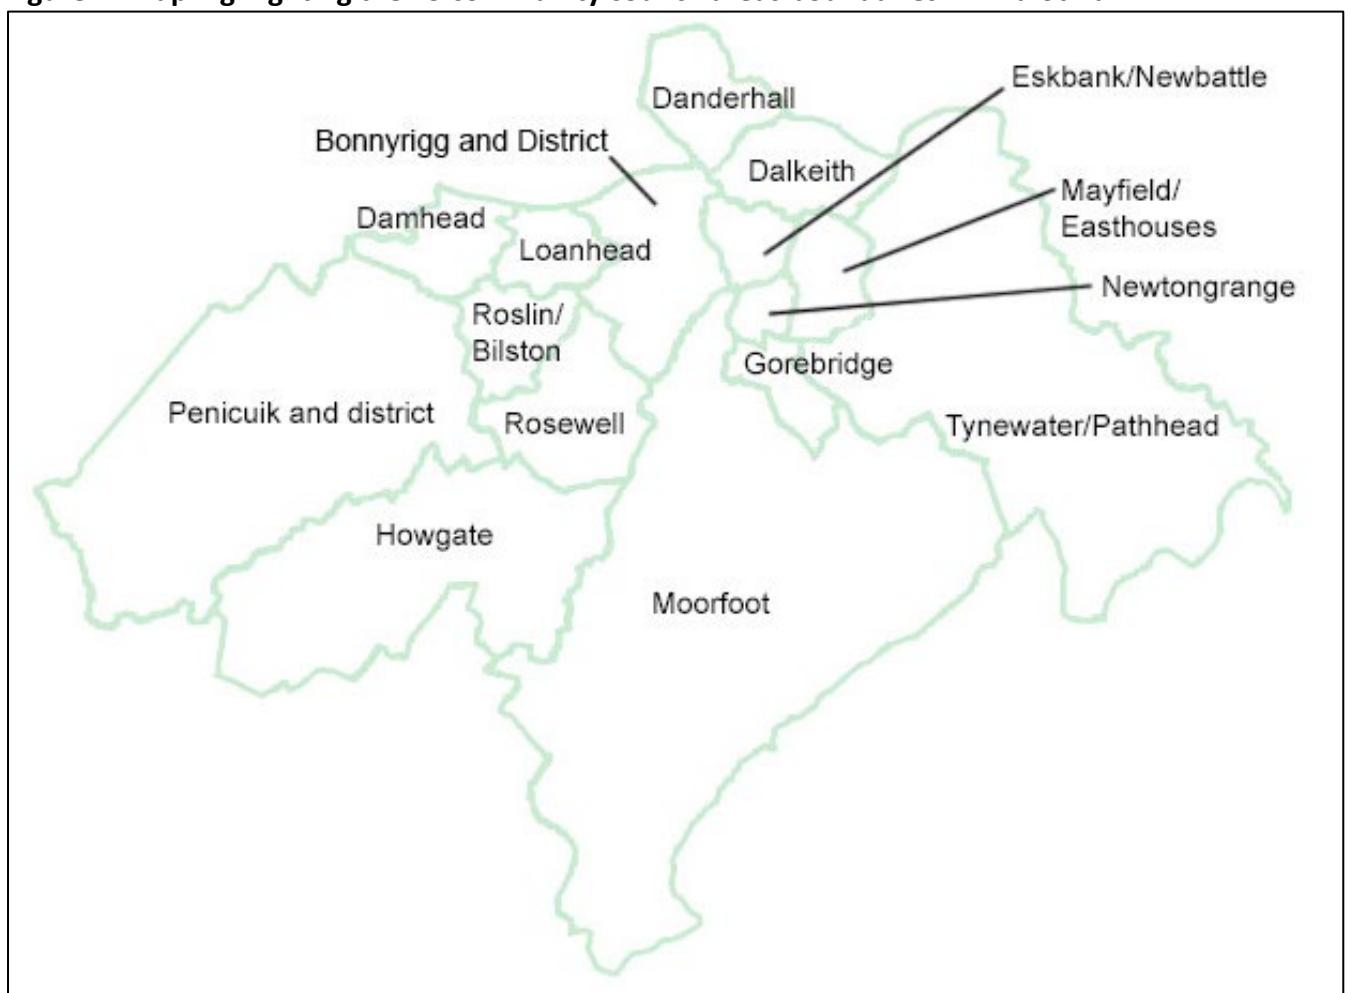 Eskbank/Newbattle
Danderhall
Bonnyrigg and District
Dalkeith
Mayfield/
Easthouses
Damhead
Loanhead
Newtongrange
Roslin/
Bilston
Gorebridge
Penicuik and district
Rosewell
Tynewater/Pathhead
Howgate
Moorfoot